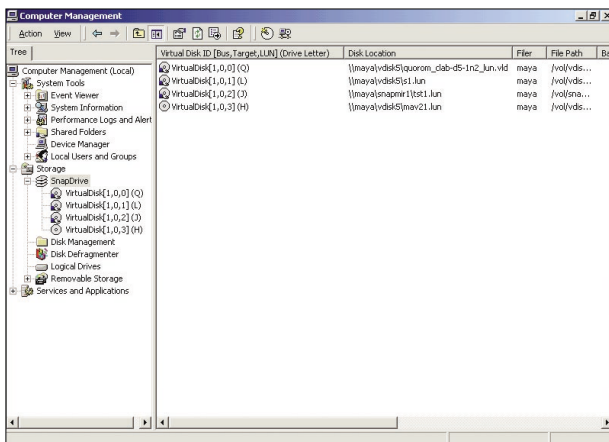 Computer Management
Action View
Tree
Virtual Disk ID [Bus,Target,LUN] (Drive Letter) Disk Location Filer File Path Ba
Computer Management (Local)
System Tools
Event Viewer
System Information
Performance Logs and Alert
Shared Folders
Device Manager
Local Users and Groups
Storage
SnapDrive
VirtualDisk[1,0,0] (Q)
VirtualDisk[1,0,1] (L)
VirtualDisk[1,0,2] (J)
VirtualDisk[1,0,3] (H)
Disk Management
Disk Defragmenter
Logical Drives
Removable Storage
Services and Applications
VirtualDisk[1,0,0] (Q) \\maya\vdisk5\quorom_clab-d5-1n2_lun.vld maya /vol/vdis...
VirtualDisk[1,0,1] (L) \\maya\vdisk5\s1.lun maya /vol/vdis...
VirtualDisk[1,0,2] (J) \\maya\snapmir1\tst1.lun maya /vol/sna...
VirtualDisk[1,0,3] (H) \\maya\vdisk5\mav21.lun maya /vol/vdis...